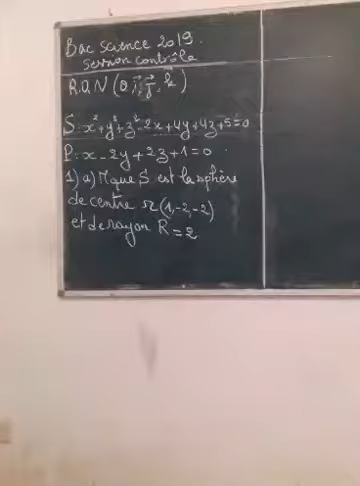 Bac Science 2019.
session contrôle
R.O.N (O, i, j, k)
S: x²+y²+z²-2x+4y+4z+5=0
P: x-2y+2z+1=0
1) a) Mque S est la sphère
de centre Ω(1,-2,-2)
et de rayon R=2